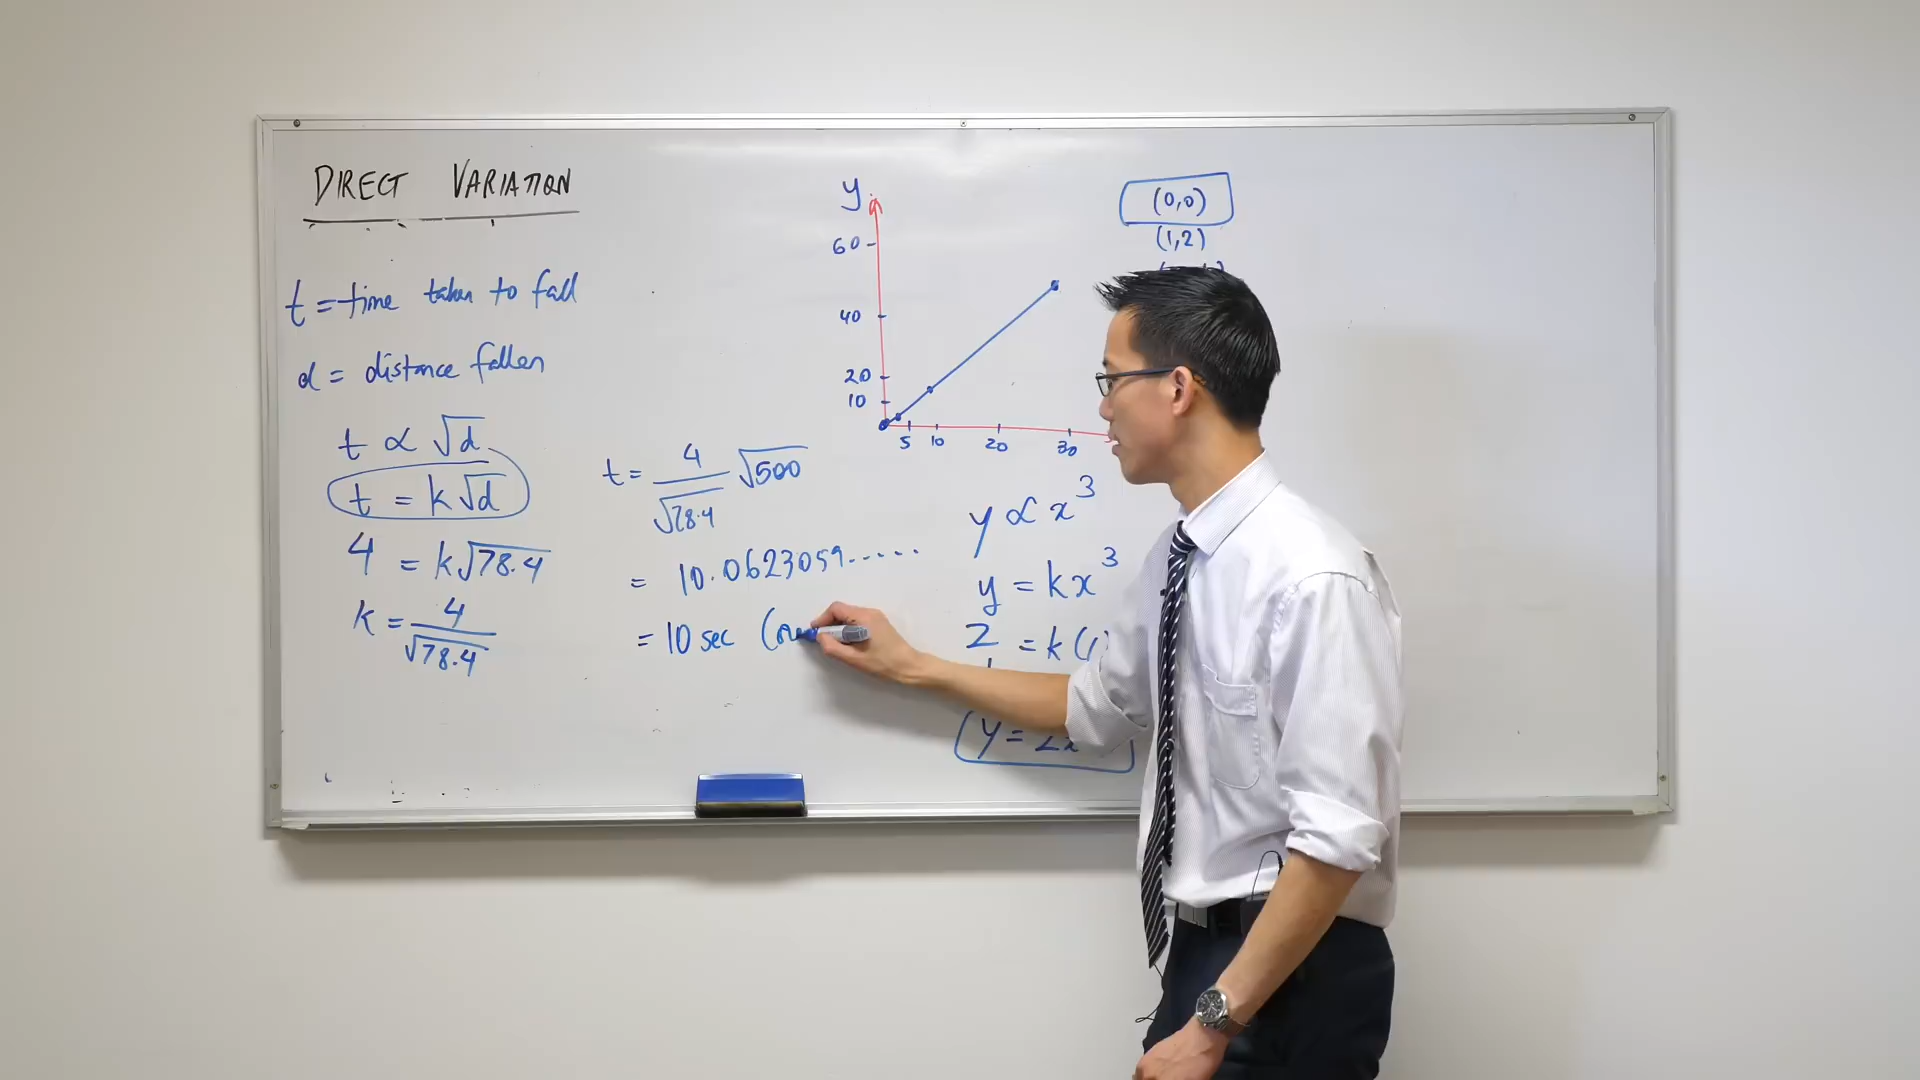 DIRECT VARIATION
t = time taken to fall
d = distance fallen
t ∝ √d
t = k√d
4 = k√78.4
k = 4/√78.4
t = 4/√78.4 √500
= 10.0623059.....
= 10 sec
y
60
40
20
10
5 10 20 30
(0,0)
(1,2)
y ∝ x³
y = kx³
2 = k(1)
y = 2x